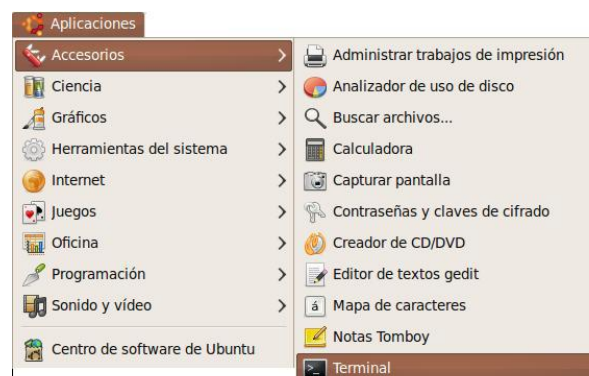 Aplicaciones
Accesorios
Ciencia
Gráficos
Herramientas del sistema
Internet
Juegos
Oficina
Programación
Sonido y vídeo
Centro de software de Ubuntu
Administrar trabajos de impresión
Analizador de uso de disco
Buscar archivos...
Calculadora
Capturar pantalla
Contraseñas y claves de cifrado
Creador de CD/DVD
Editor de textos gedit
á Mapa de caracteres
Notas Tomboy
Terminal